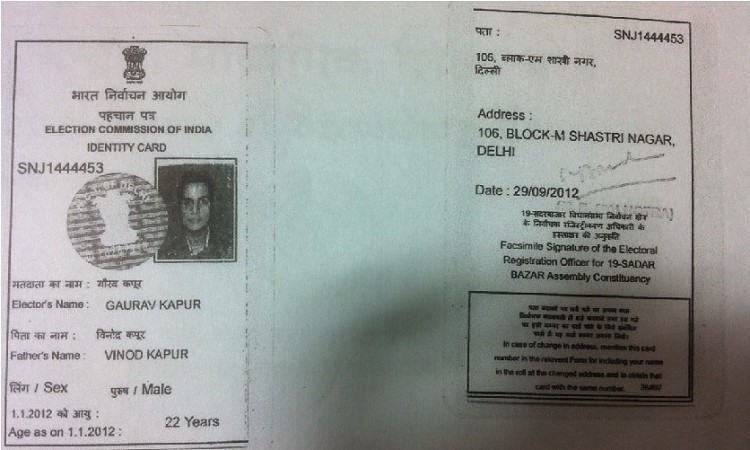 भारत निर्वाचन आयोग
पहचान पत्र
ELECTION COMMISSION OF INDIA
IDENTITY CARD
SNJ1444453
मतदाता का नाम : गौरव कपूर
Elector's Name : GAURAV KAPUR
पिता का नाम : विनोद कपूर
Father's Name : VINOD KAPUR
लिंग / Sex पुरुष / Male
1.1.2012 को आयु :
Age as on 1.1.2012 : 22 Years
पता : SNJ1444453
106, ब्लाक-एम शास्त्री नगर,
दिल्ली
Address :
106, BLOCK-M SHASTRI NAGAR,
DELHI
Date : 29/09/2012
19-सदरबाजार विधानसभा निर्वाचन क्षेत्र
के निर्वाचक रजिस्ट्रीकरण अधिकारी के
हस्ताक्षर की अनुकृति
Facsimile Signature of the Electoral
Registration Officer for 19-SADAR
BAZAR Assembly Constituency
In case of change in address, mention this card
number in the relevant Form for including your name
in the roll at the changed address and to obtain that
card with the same number.